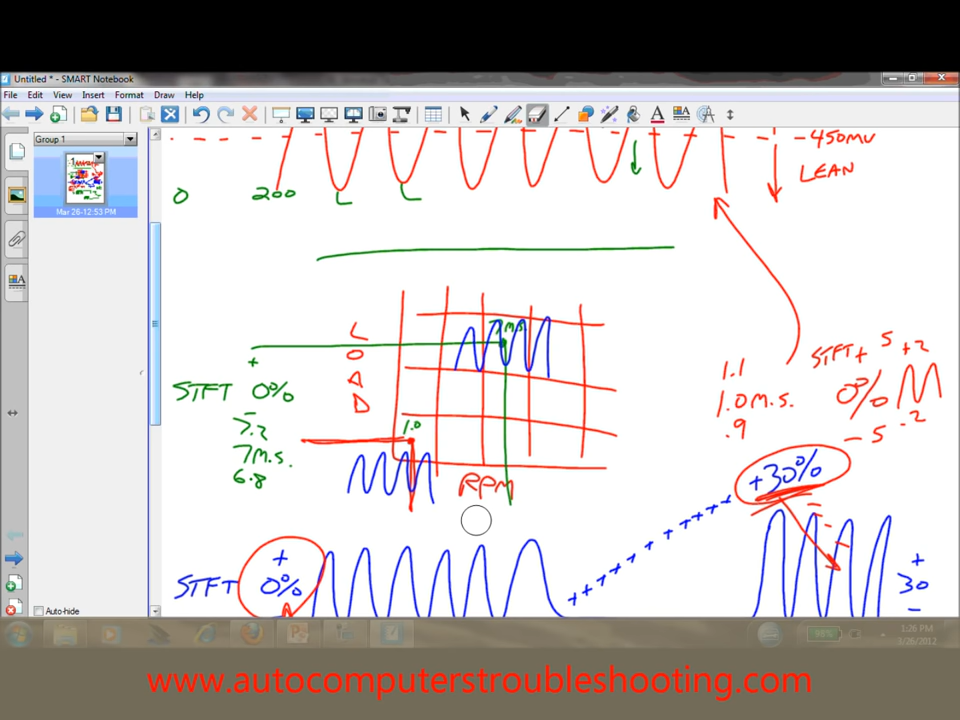 Untitled * - SMART Notebook
File Edit View Insert Format Draw Help
Group 1
Mar 26-12:53 PM
Auto-hide
- 450MV
LEAN
0 200 L L
7 M.S.
LOAD
+
STFT 0%
-
7.2
7M.S.
6.8
1.0
RPM
1.1
1.0M.S.
.9
STFT + 5 +2
0%
- 5 -2
+30%
+
STFT 0%
+
30
-
98%
1:26 PM
3/26/2012
www.autocomputerstroubleshooting.com